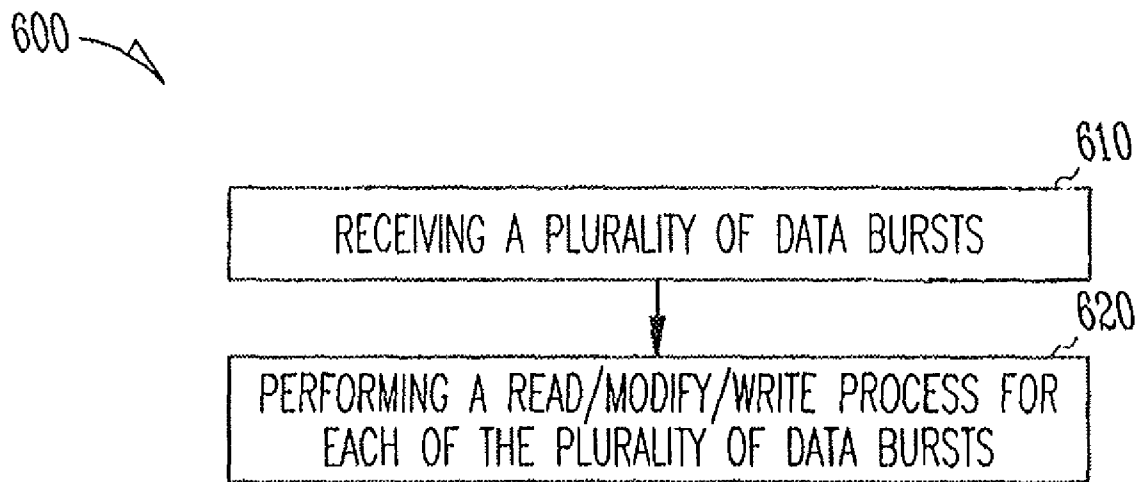 600
610
RECEIVING A PLURALITY OF DATA BURSTS
620
PERFORMING A READ/MODIFY/WRITE PROCESS FOR
EACH OF THE PLURALITY OF DATA BURSTS